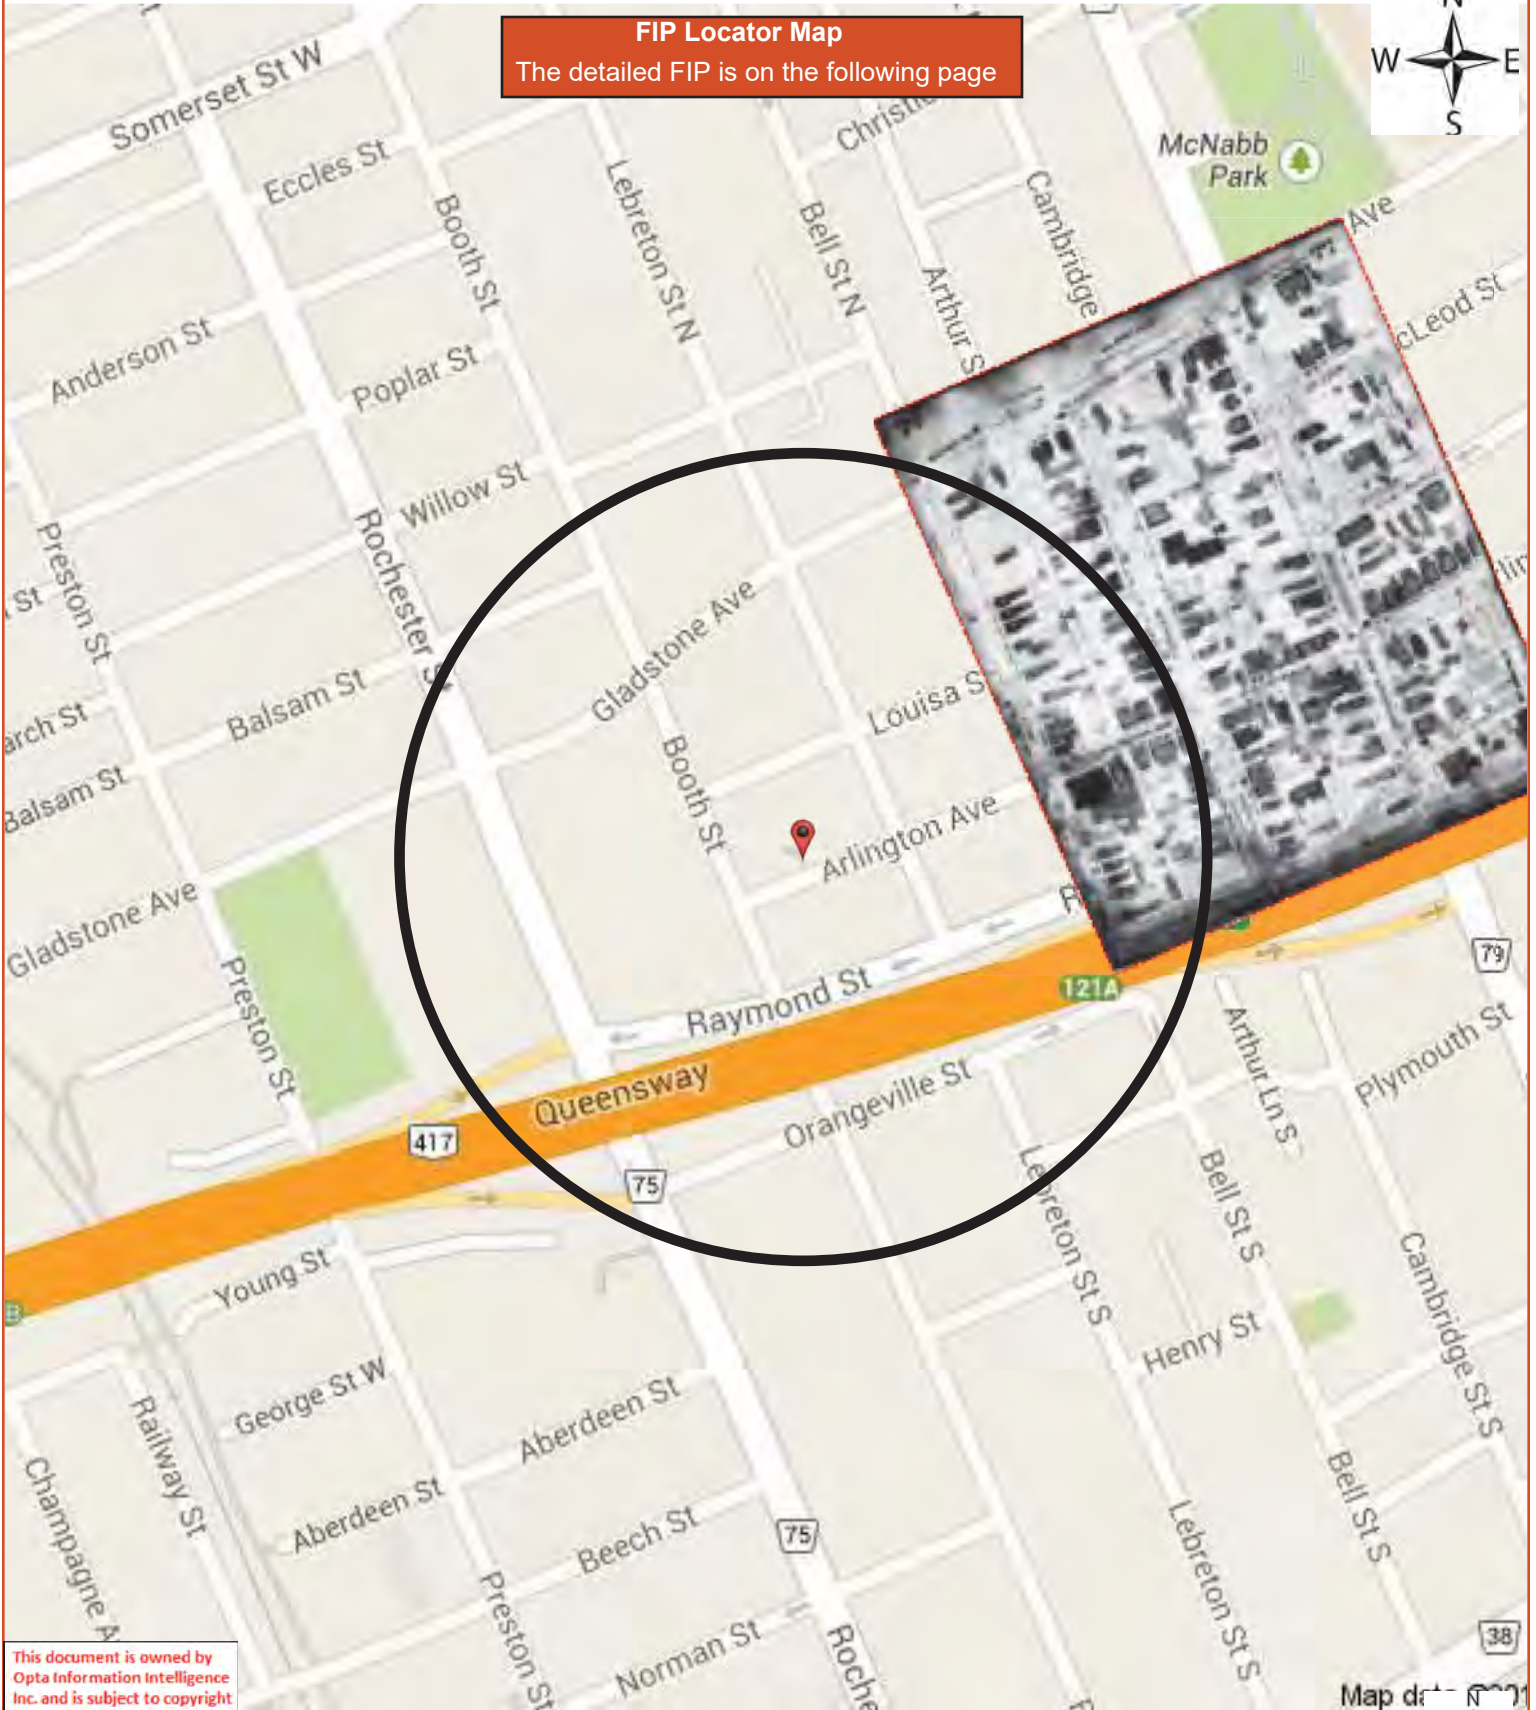 FIP Locator Map
The detailed FIP is on the following page
N
W E
S
Somerset St W
Eccles St
Christie
McNabb
Park
Ave
Booth St
Lebreton St N
Bell St N
Cambridge
Arthur S
cLeod St
Anderson St
Poplar St
Willow St
Preston St
Rochester St
St
Gladstone Ave
Balsam St
Louisa S
arch St
Balsam St
Booth St
Arlington Ave
Gladstone Ave
Preston St
Raymond St
121A
79
Queensway
417
Orangeville St
Arthur Ln S
Plymouth St
75
Lebreton St S
Bell St S
Young St
B
Cambridge St S
Henry St
George St W
Railway St
Aberdeen St
Champagne A
Aberdeen St
Beech St
75
Bell St S
Lebreton St S
Preston St
Norman St
Roche
38
This document is owned by
Opta Information Intelligence
Inc. and is subject to copyright
Map da
N